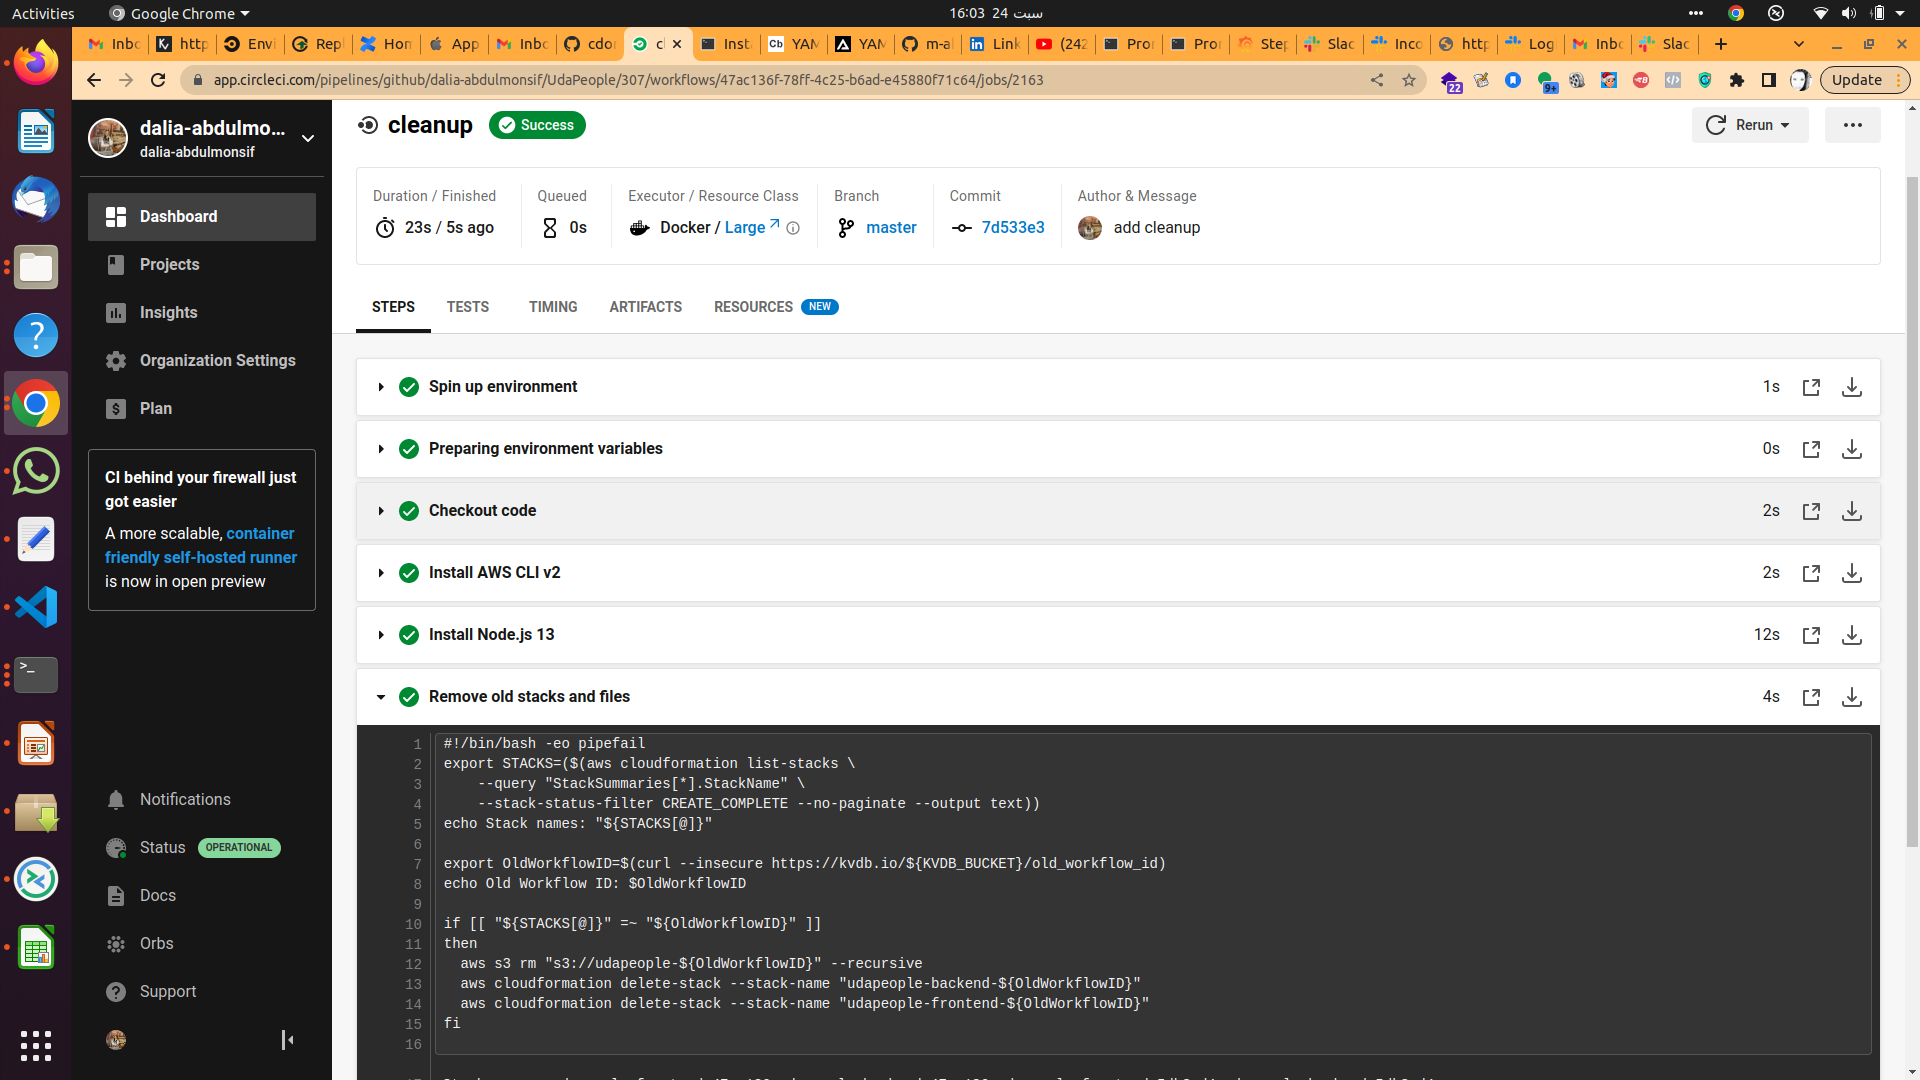 Activities
Google Chrome
16:03 24 سبت
Inbo
http
Envi
Repl
Hon
App
Inbo
cdor
cl
Insta
YAM
YAM
m-al
Link
(242
Pror
Pror
Step
Slac
Inco
http
Log
Inbo
Slac
app.circleci.com/pipelines/github/dalia-abdulmonsif/UdaPeople/307/workflows/47ac136f-78ff-4c25-b6ad-e45880f71c64/jobs/2163
22
9+
Update
dalia-abdulmo...
dalia-abdulmonsif
Dashboard
Projects
Insights
Organization Settings
Plan
CI behind your firewall just
got easier
A more scalable, container
friendly self-hosted runner
is now in open preview
Notifications
Status OPERATIONAL
Docs
Orbs
Support
cleanup
Success
Rerun
Duration / Finished
23s / 5s ago
Queued
0s
Executor / Resource Class
Docker / Large
Branch
master
Commit
7d533e3
Author & Message
add cleanup
STEPS
TESTS
TIMING
ARTIFACTS
RESOURCES NEW
Spin up environment 1s
Preparing environment variables 0s
Checkout code 2s
Install AWS CLI v2 2s
Install Node.js 13 12s
Remove old stacks and files 4s
1 #!/bin/bash -eo pipefail
2 export STACKS=($(aws cloudformation list-stacks \
3 --query "StackSummaries[*].StackName" \
4 --stack-status-filter CREATE_COMPLETE --no-paginate --output text))
5 echo Stack names: "${STACKS[@]}"
6
7 export OldWorkflowID=$(curl --insecure https://kvdb.io/${KVDB_BUCKET}/old_workflow_id)
8 echo Old Workflow ID: $OldWorkflowID
9
10 if [[ "${STACKS[@]}" =~ "${OldWorkflowID}" ]]
11 then
12 aws s3 rm "s3://udapeople-${OldWorkflowID}" --recursive
13 aws cloudformation delete-stack --stack-name "udapeople-backend-${OldWorkflowID}"
14 aws cloudformation delete-stack --stack-name "udapeople-frontend-${OldWorkflowID}"
15 fi
16